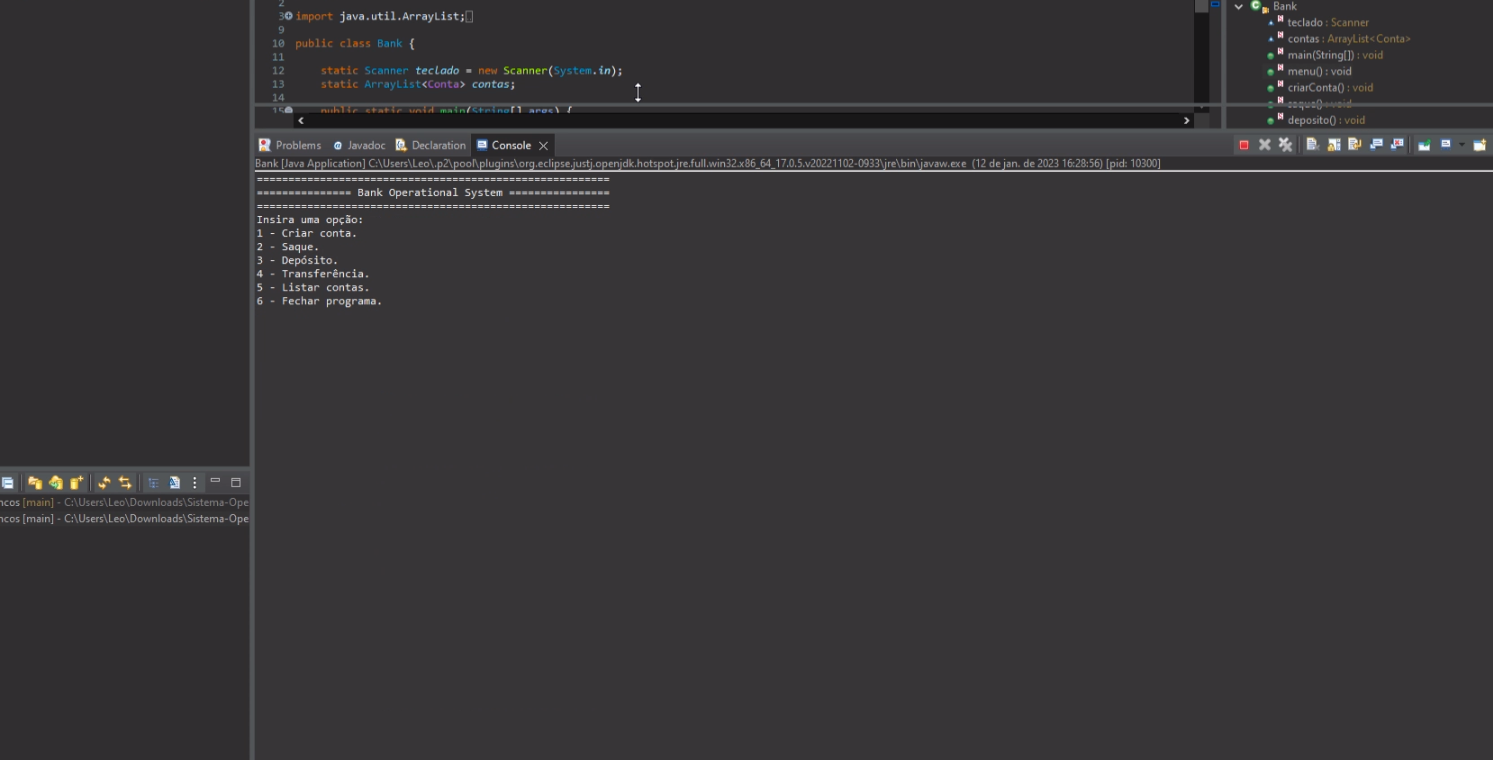 2
3 import java.util.ArrayList;
9
10 public class Bank {
11
12 static Scanner teclado = new Scanner(System.in);
13 static ArrayList<Conta> contas;
14
15 public static void main(String[] args) {
Bank
teclado : Scanner
contas : ArrayList<Conta>
main(String[]) : void
menu() : void
criarConta() : void
saque() : void
deposito() : void
Problems Javadoc Declaration Console
Bank [Java Application] C:\Users\Leo\.p2\pool\plugins\org.eclipse.justj.openjdk.hotspot.jre.full.win32.x86_64_17.0.5.v20221102-0933\jre\bin\javaw.exe (12 de jan. de 2023 16:28:56) [pid: 10300]
========================================================
=============== Bank Operational System ================
========================================================
Insira uma opção:
1 - Criar conta.
2 - Saque.
3 - Depósito.
4 - Transferência.
5 - Listar contas.
6 - Fechar programa.
ncos [main] - C:\Users\Leo\Downloads\Sistema-Ope
ncos [main] - C:\Users\Leo\Downloads\Sistema-Ope